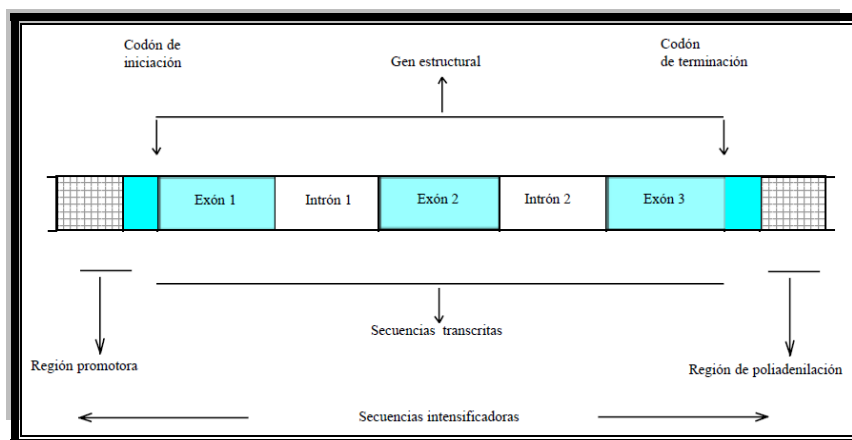 Codón de
iniciación
Gen estructural
Codón
de terminación
Exón 1
Intrón 1
Exón 2
Intrón 2
Exón 3
Secuencias transcritas
Región promotora
Región de poliadenilación
Secuencias intensificadoras